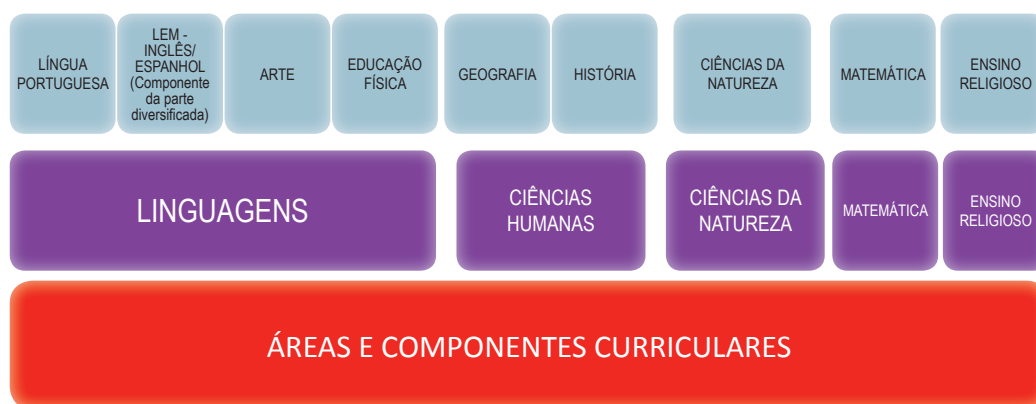 LÍNGUA
PORTUGUESA
LEM -
INGLÊS/
ESPANHOL
(Componente
da parte
diversificada)
ARTE
EDUCAÇÃO
FÍSICA
GEOGRAFIA
HISTÓRIA
CIÊNCIAS DA
NATUREZA
MATEMÁTICA
ENSINO
RELIGIOSO
LINGUAGENS
CIÊNCIAS
HUMANAS
CIÊNCIAS DA
NATUREZA
MATEMÁTICA
ENSINO
RELIGIOSO
ÁREAS E COMPONENTES CURRICULARES